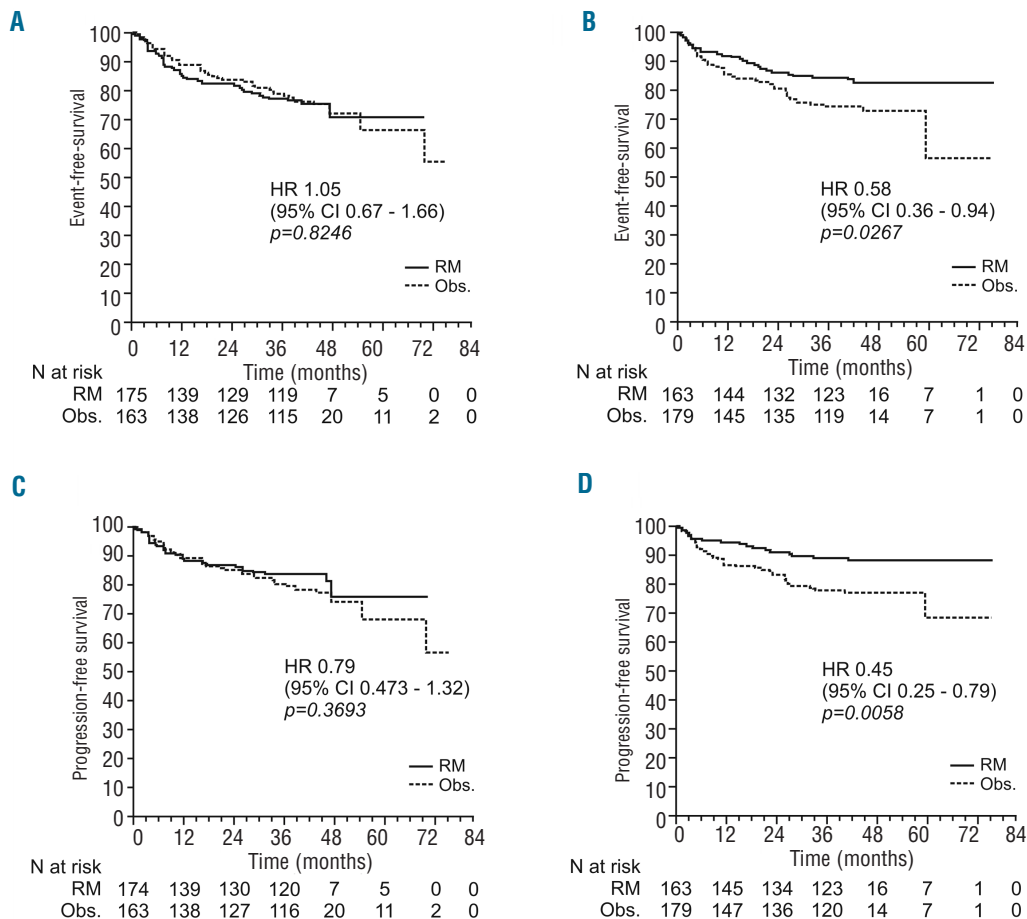 A
100
90
80
70
60
50
40
30
20
10
0
Event-free-survival
HR 1.05
(95% CI 0.67 - 1.66)
p=0.8246
RM
Obs.
0 12 24 36 48 60 72 84
Time (months)
N at risk
RM 175 139 129 119 7 5 0 0
Obs. 163 138 126 115 20 11 2 0
B
100
90
80
70
60
50
40
30
20
10
0
Event-free-survival
HR 0.58
(95% CI 0.36 - 0.94)
p=0.0267
RM
Obs.
0 12 24 36 48 60 72 84
Time (months)
N at risk
RM 163 144 132 123 16 7 1 0
Obs. 179 145 135 119 14 7 1 0
C
100
90
80
70
60
50
40
30
20
10
0
Progression-free survival
HR 0.79
(95% CI 0.473 - 1.32)
p=0.3693
RM
Obs.
0 12 24 36 48 60 72 84
Time (months)
N at risk
RM 174 139 130 120 7 5 0 0
Obs. 163 138 127 116 20 11 2 0
D
100
90
80
70
60
50
40
30
20
10
0
Progression-free survival
HR 0.45
(95% CI 0.25 - 0.79)
p=0.0058
RM
Obs.
0 12 24 36 48 60 72 84
Time (months)
N at risk
RM 163 145 134 123 16 7 1 0
Obs. 179 147 136 120 14 7 1 0